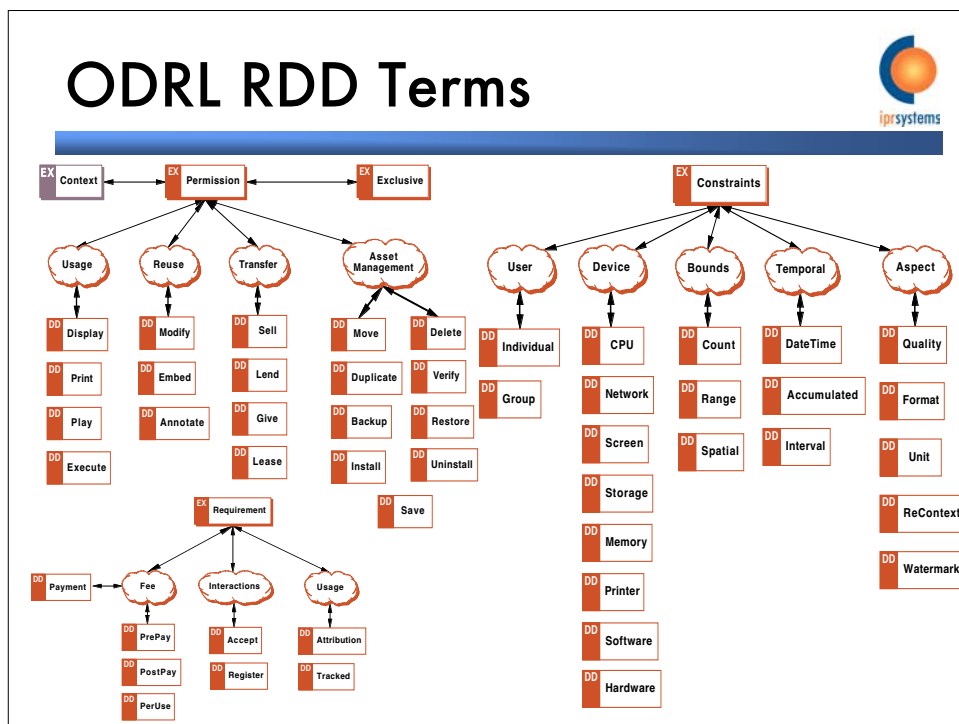 ODRL RDD Terms
iprsystems
EX Context
EX Permission
EX Exclusive
Usage
Reuse
Transfer
Asset
Management
DD Display
DD Print
DD Play
DD Execute
DD Modify
DD Embed
DD Annotate
DD Sell
DD Lend
DD Give
DD Lease
DD Move
DD Delete
DD Duplicate
DD Verify
DD Backup
DD Restore
DD Install
DD Uninstall
DD Save
EX Constraints
User
Device
Bounds
Temporal
Aspect
DD Individual
DD Group
DD CPU
DD Network
DD Screen
DD Storage
DD Memory
DD Printer
DD Software
DD Hardware
DD Count
DD Range
DD Spatial
DD DateTime
DD Accumulated
DD Interval
DD Quality
DD Format
DD Unit
DD ReContext
DD Watermark
EX Requirement
DD Payment
Fee
Interactions
Usage
DD PrePay
DD PostPay
DD PerUse
DD Accept
DD Register
DD Attribution
DD Tracked